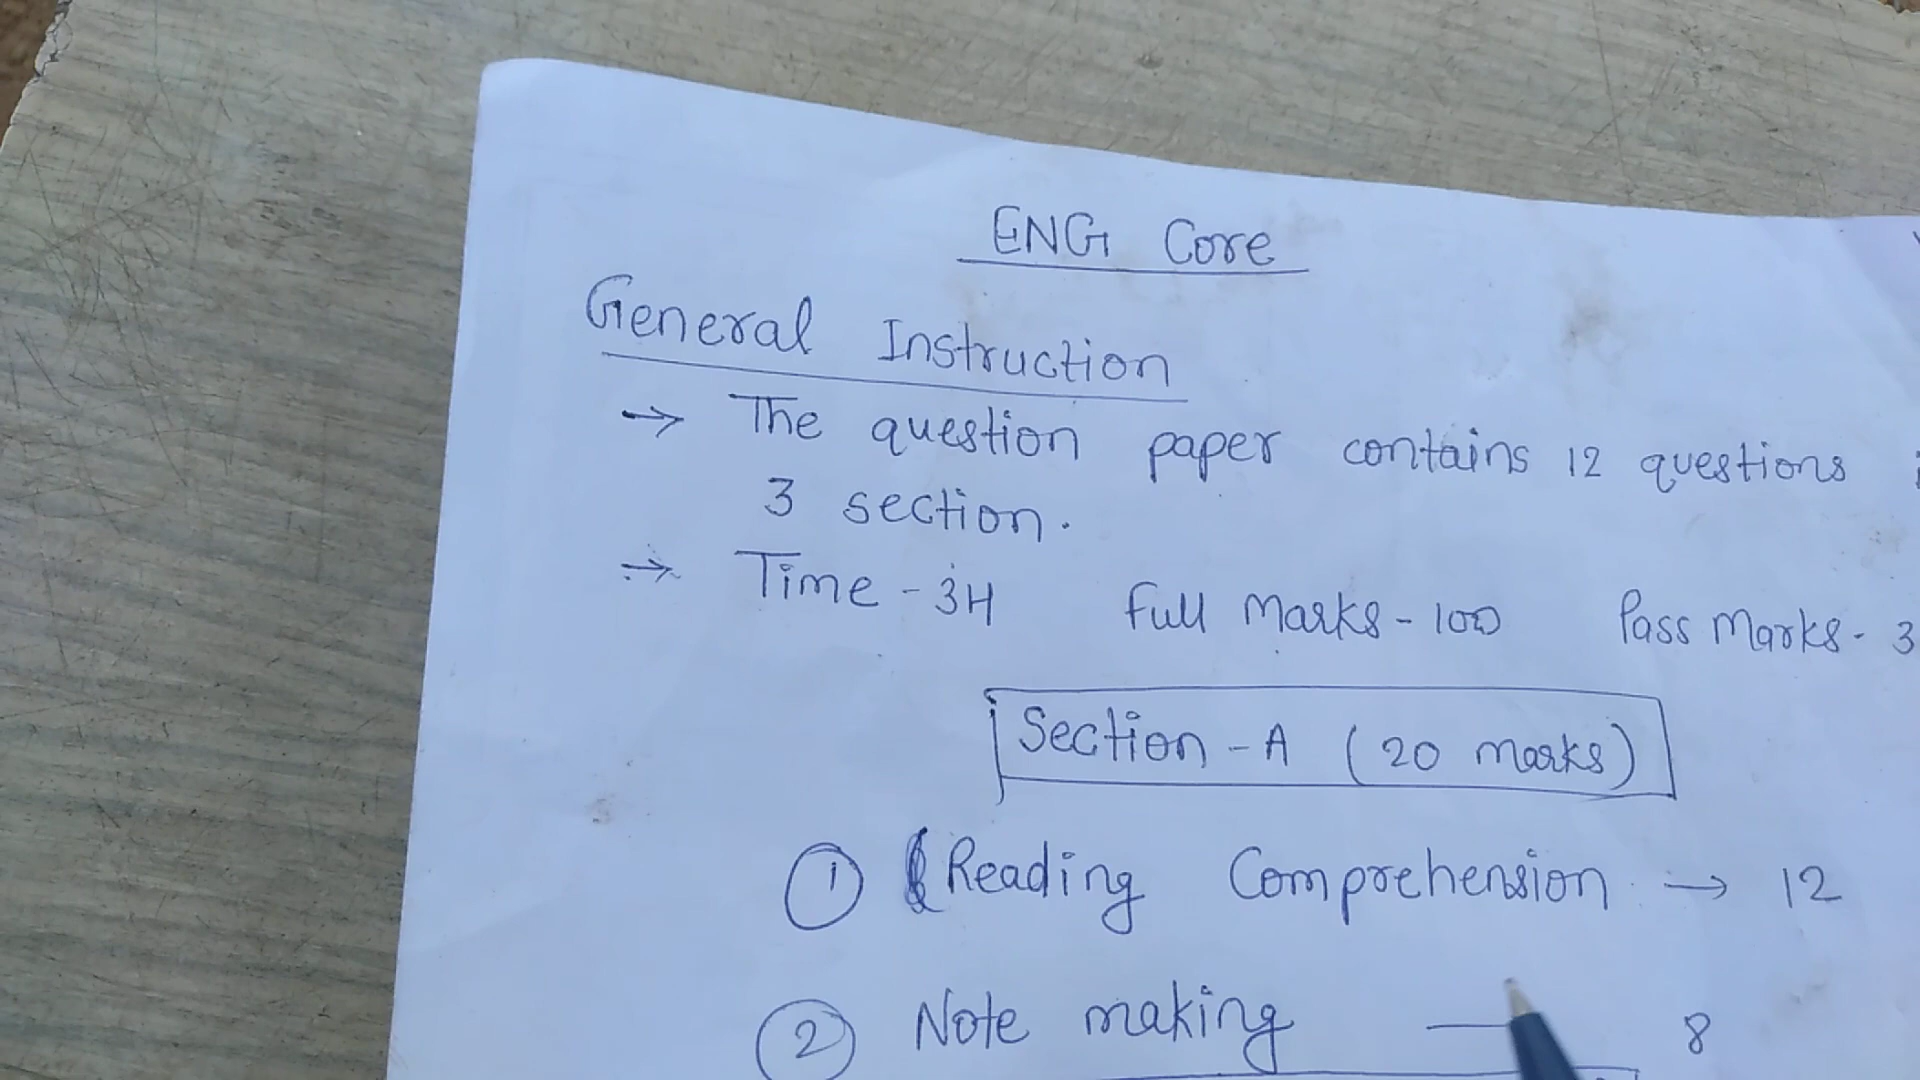 ENG Core
General Instruction
→ The question paper contains 12 questions
3 section.
→ Time - 3H Full Marks - 100 Pass Marks - 3
Section - A (20 marks)
1 Reading Comprehension → 12
2 Note making — 8